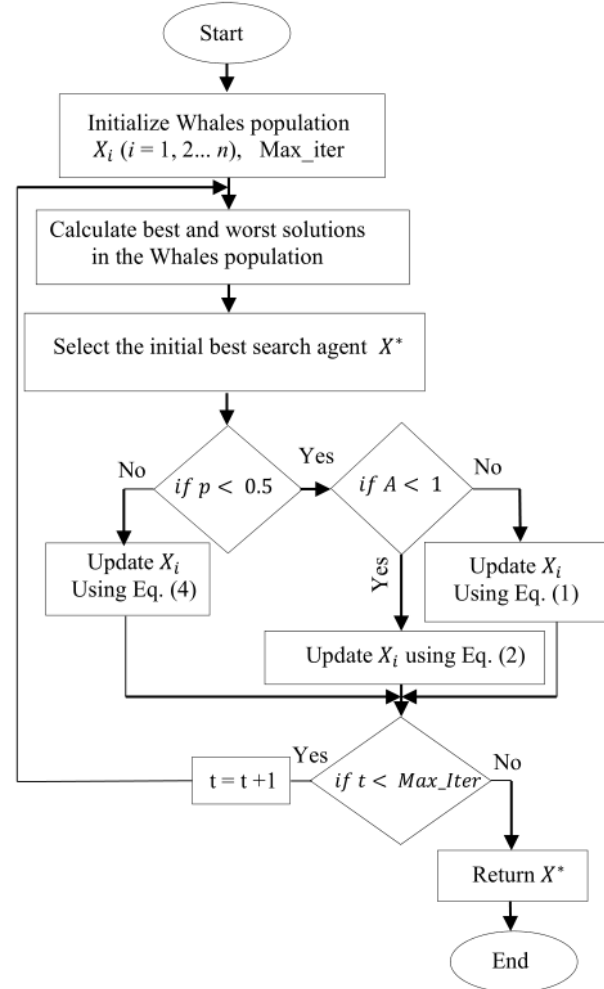 Start
Initialize Whales population
X_i (i = 1, 2... n), Max_iter
Calculate best and worst solutions
in the Whales population
Select the initial best search agent X*
No
if p < 0.5
Yes
if A < 1
No
Update X_i
Using Eq. (4)
Yes
Update X_i
Using Eq. (1)
Update X_i using Eq. (2)
t = t +1
Yes
if t < Max_Iter
No
Return X*
End